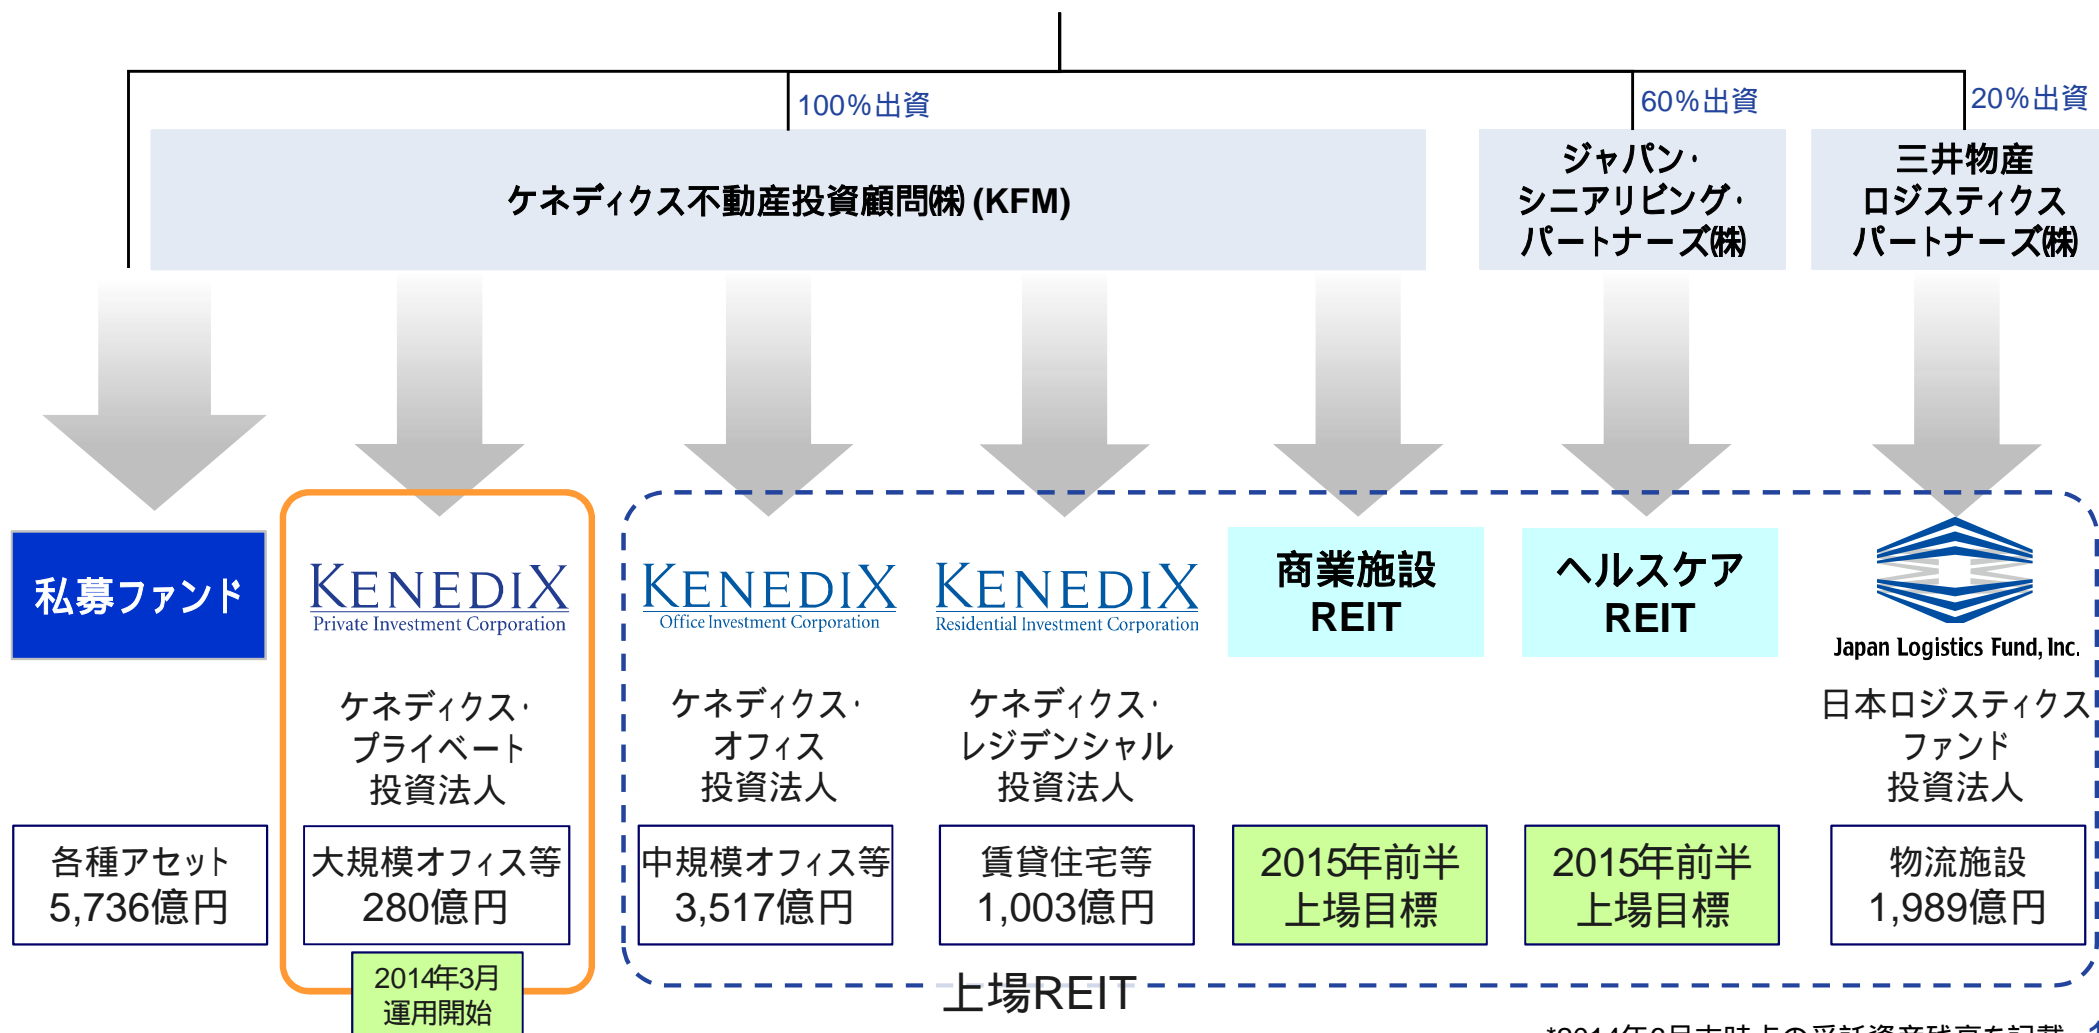 100%出資
60%出資
20%出資
ケネディクス不動産投資顧問㈱ (KFM)
ジャパン・
シニアリビング・
パートナーズ㈱
三井物産
ロジスティクス
パートナーズ㈱
私募ファンド
KENEDIX
Private Investment Corporation
KENEDIX
Office Investment Corporation
KENEDIX
Residential Investment Corporation
商業施設
REIT
ヘルスケア
REIT
Japan Logistics Fund, Inc.
ケネディクス・
プライベート
投資法人
ケネディクス・
オフィス
投資法人
ケネディクス・
レジデンシャル
投資法人
日本ロジスティクス
ファンド
投資法人
各種アセット
5,736億円
大規模オフィス等
280億円
中規模オフィス等
3,517億円
賃貸住宅等
1,003億円
2015年前半
上場目標
2015年前半
上場目標
物流施設
1,989億円
2014年3月
運用開始
上場REIT